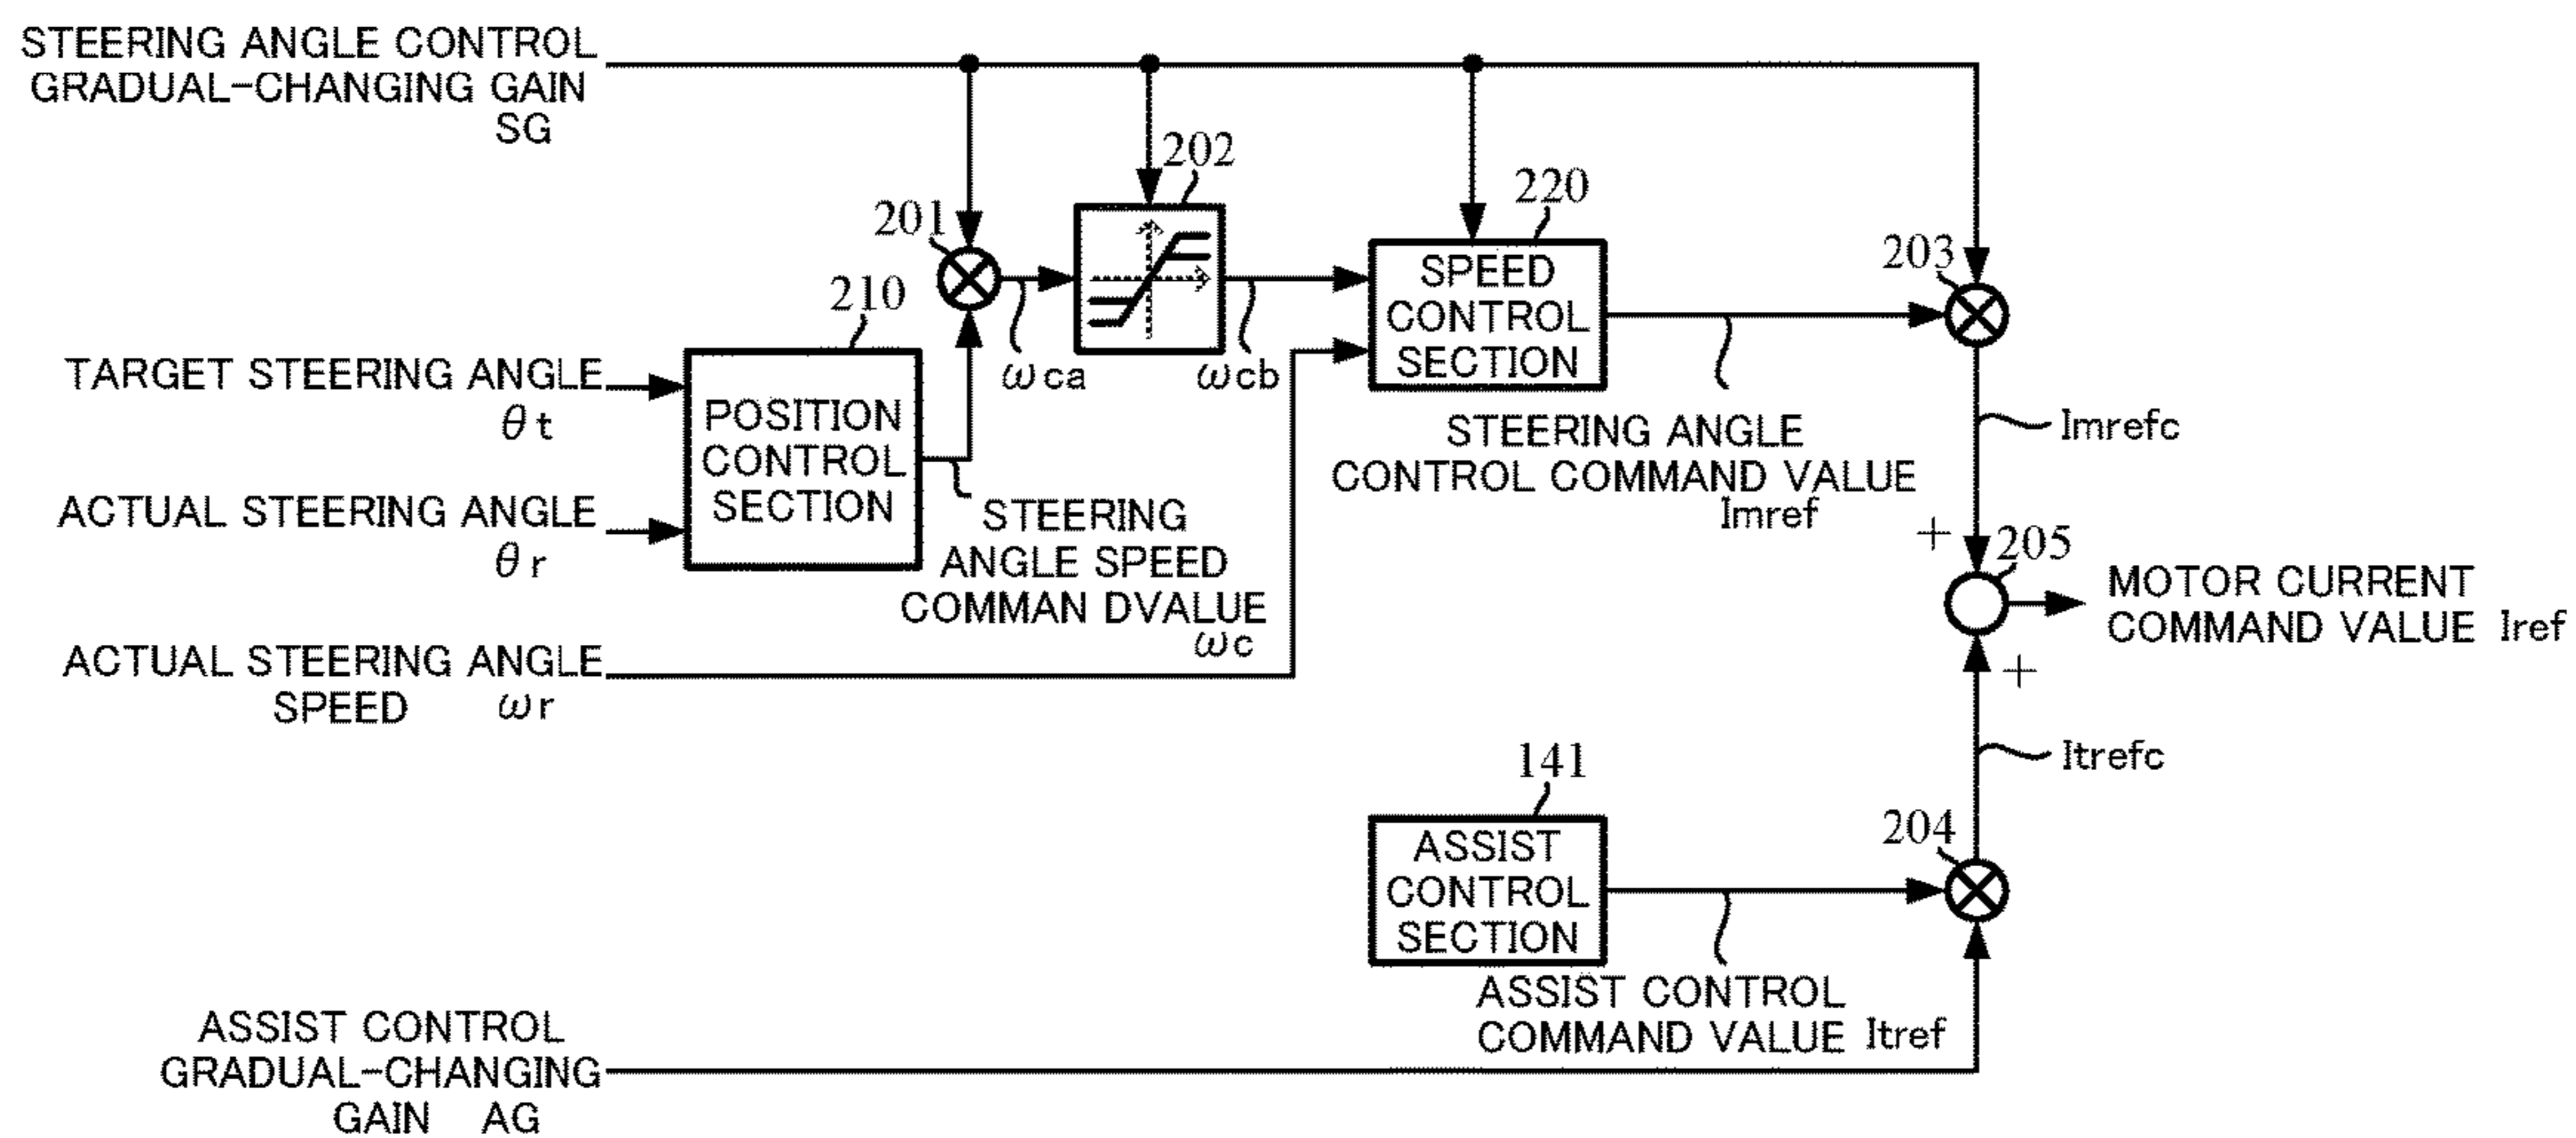 STEERING ANGLE CONTROL
GRADUAL-CHANGING GAIN
SG
202
220
201
203
210
SPEED
CONTROL
SECTION
TARGET STEERING ANGLE
θt
ωca
ωcb
POSITION
CONTROL
SECTION
STEERING ANGLE
CONTROL COMMAND VALUE
Imref
Imrefc
ACTUAL STEERING ANGLE
θr
STEERING
ANGLE SPEED
COMMAN DVALUE
ωc
+
205
MOTOR CURRENT
COMMAND VALUE Iref
+
ACTUAL STEERING ANGLE
SPEED ωr
141
Itrefc
204
ASSIST
CONTROL
SECTION
ASSIST CONTROL
COMMAND VALUE Itref
ASSIST CONTROL
GRADUAL-CHANGING
GAIN AG